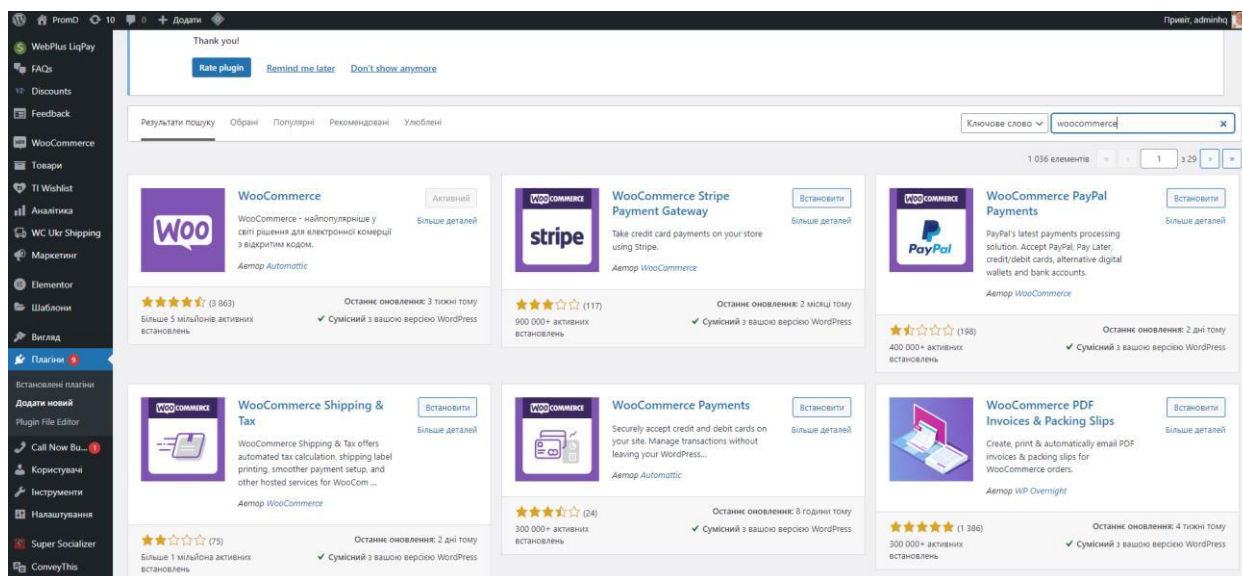 PromD 10 0 Додати
Привіт, adminhq
WebPlus LiqPay
FAQs
Discounts
Feedback
WooCommerce
Товари
TI Wishlist
Аналітика
WC Ukr Shipping
Маркетинг
Elementor
Шаблони
Вигляд
Плагіни 9
Встановлені плагіни
Додати новий
Plugin File Editor
Call Now Bu... 1
Користувачі
Інструменти
Налаштування
Super Socializer
ConveyThis
Thank you!
Rate plugin Remind me later Don't show anymore
Результати пошуку Обрані Популярні Рекомендовані Улюблені
Ключове слово woocommerce
1 036 елементів « ‹ 1 з 29 › »
Woo
WooCommerce
Активний
Більше деталей
WooCommerce - найпопулярніше у
світі рішення для електронної комерції
з відкритим кодом.
Автор Automattic
(3 863)
Більше 5 мільйонів активних
встановлень
Останнє оновлення: 3 тижні тому
Сумісний з вашою версією WordPress
WOO COMMERCE
stripe
WooCommerce Stripe
Payment Gateway
Встановити
Більше деталей
Take credit card payments on your store
using Stripe.
Автор WooCommerce
(117)
900 000+ активних
встановлень
Останнє оновлення: 2 місяці тому
Сумісний з вашою версією WordPress
WOO COMMERCE
PayPal
WooCommerce PayPal
Payments
Встановити
Більше деталей
PayPal's latest payments processing
solution. Accept PayPal, Pay Later,
credit/debit cards, alternative digital
wallets and bank accounts.
Автор WooCommerce
(198)
400 000+ активних
встановлень
Останнє оновлення: 2 дні тому
Сумісний з вашою версією WordPress
WOO COMMERCE
WooCommerce Shipping &
Tax
Встановити
Більше деталей
WooCommerce Shipping & Tax offers
automated tax calculation, shipping label
printing, smoother payment setup, and
other hosted services for WooCom ...
Автор WooCommerce
(75)
Більше 1 мільйона активних
встановлень
Останнє оновлення: 2 дні тому
Сумісний з вашою версією WordPress
WOO COMMERCE
WooCommerce Payments
Встановити
Більше деталей
Securely accept credit and debit cards on
your site. Manage transactions without
leaving your WordPress...
Автор Automattic
(24)
300 000+ активних
встановлень
Останнє оновлення: 8 години тому
Сумісний з вашою версією WordPress
WooCommerce PDF
Invoices & Packing Slips
Встановити
Більше деталей
Create, print & automatically email PDF
invoices & packing slips for
WooCommerce orders.
Автор WP Overnight
(1 386)
300 000+ активних
встановлень
Останнє оновлення: 4 тижні тому
Сумісний з вашою версією WordPress